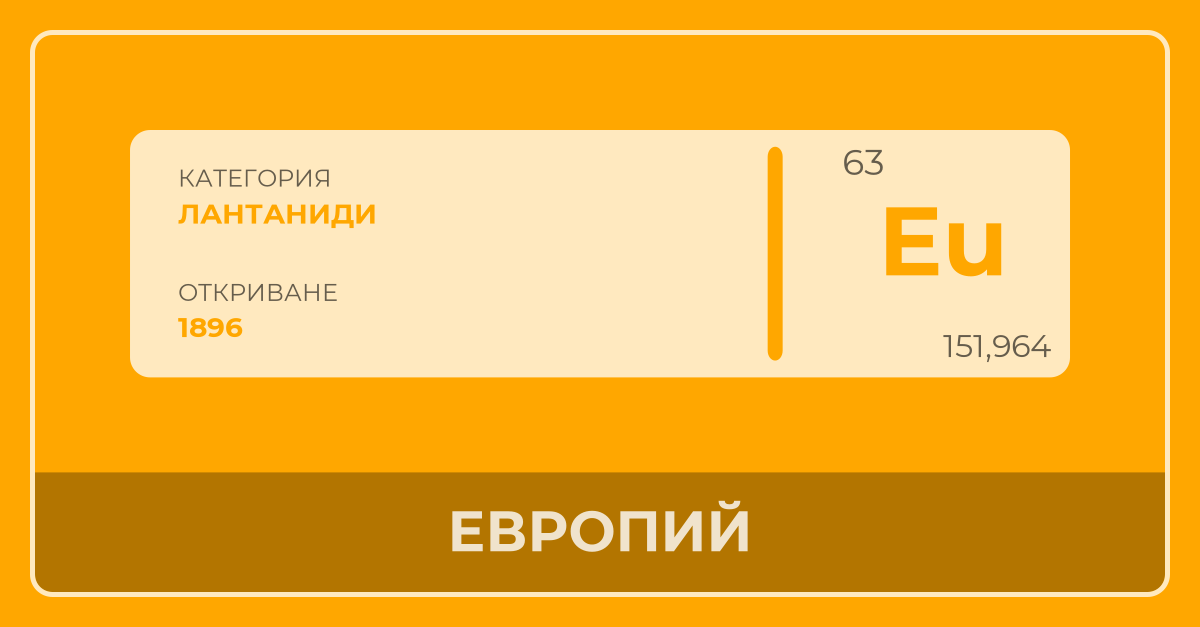 КАТЕГОРИЯ
ЛАНТАНИДИ
ОТКРИВАНЕ
1896
63
Eu
151,964
ЕВРОПИЙ